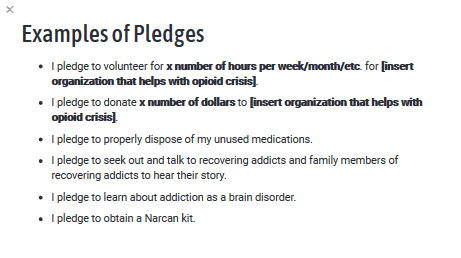 ×
Examples of Pledges
• I pledge to volunteer for x number of hours per week/month/etc. for [insert
organization that helps with opioid crisis].
• I pledge to donate x number of dollars to [insert organization that helps with
opioid crisis].
• I pledge to properly dispose of my unused medications.
• I pledge to seek out and talk to recovering addicts and family members of
recovering addicts to hear their story.
• I pledge to learn about addiction as a brain disorder.
• I pledge to obtain a Narcan kit.